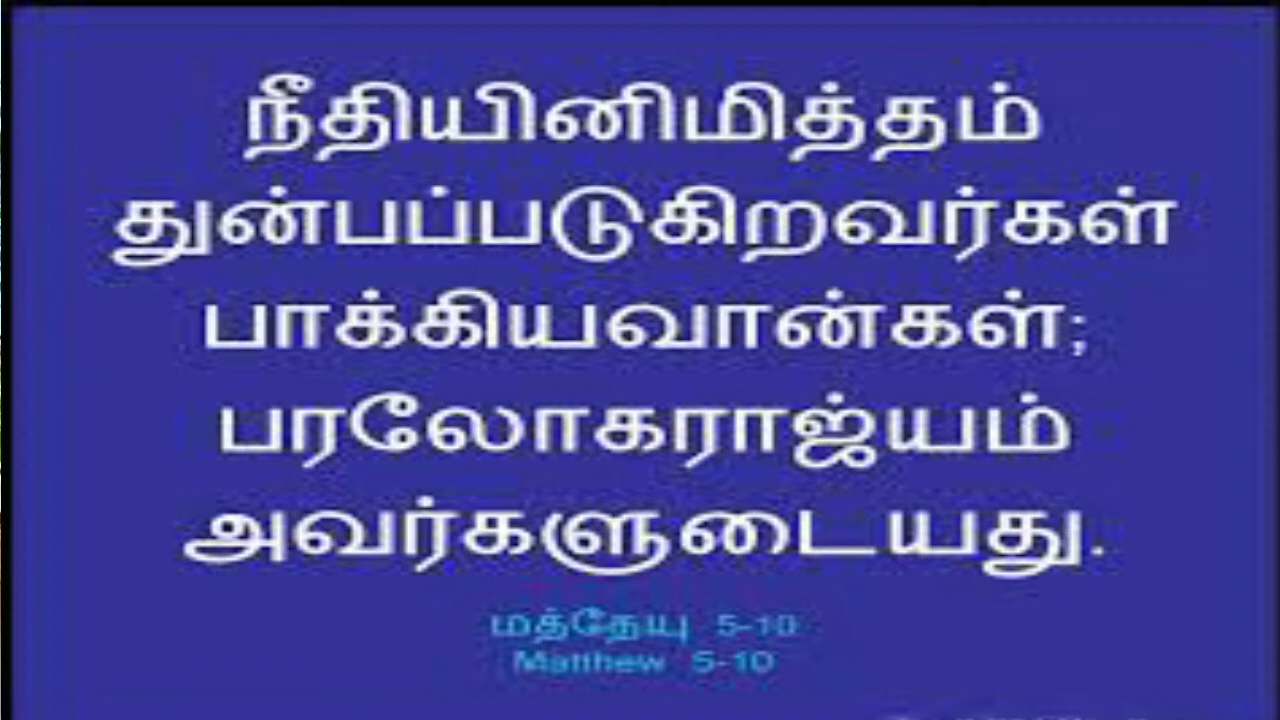 நீதியினிமித்தம்
துன்பப்படுகிறவர்கள்
பாக்கியவான்கள்;
பரலோகராஜ்யம்
அவர்களுடையது.
மத்தேயு 5-10
Matthew 5-10